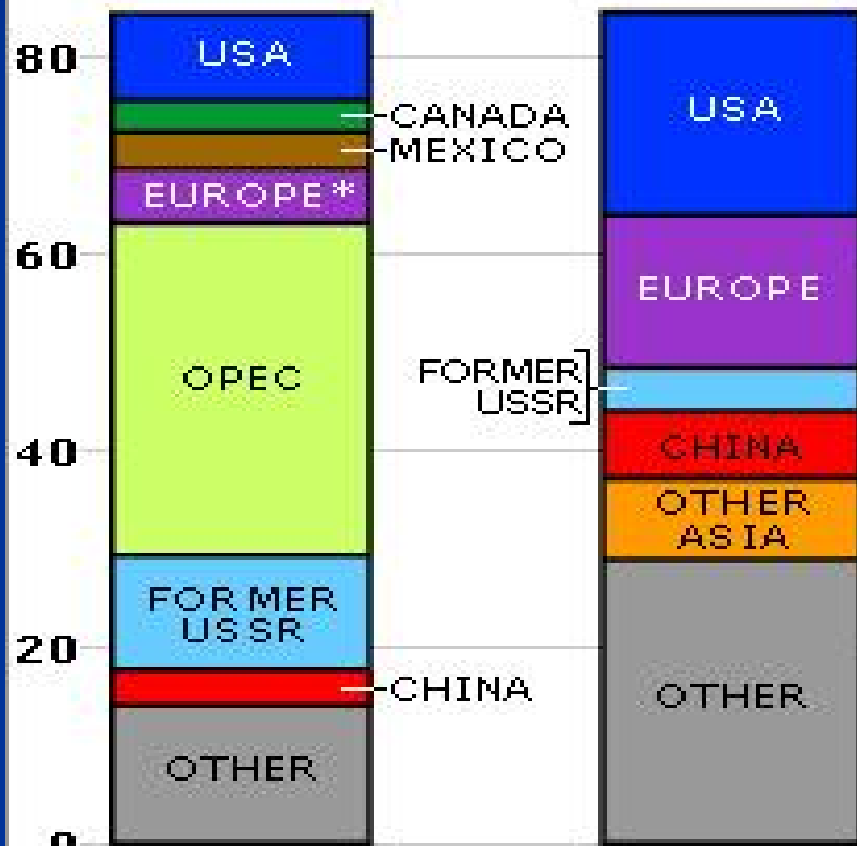 80
USA
CANADA
MEXICO
EUROPE*
60
OPEC
40
FORMER
USSR
20
CHINA
OTHER
0
USA
EUROPE
FORMER
USSR
CHINA
OTHER
ASIA
OTHER